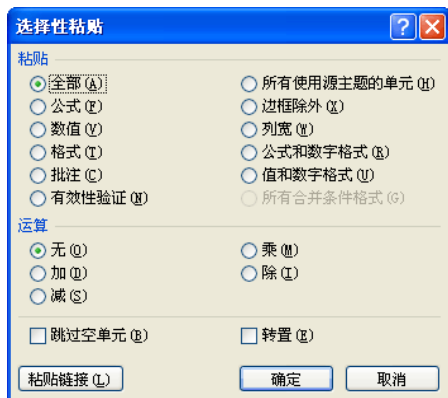 选择性粘贴
粘贴
全部(A) 所有使用源主题的单元(H)
公式(F) 边框除外(X)
数值(V) 列宽(W)
格式(T) 公式和数字格式(R)
批注(C) 值和数字格式(U)
有效性验证(N) 所有合并条件格式(G)
运算
无(O) 乘(M)
加(D) 除(I)
减(S)
跳过空单元(B) 转置(E)
粘贴链接(L) 确定 取消